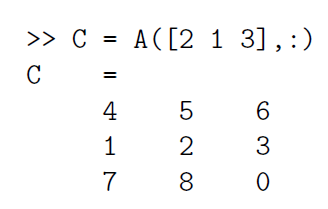 >> C = A([2 1 3],:)
C =
4 5 6
1 2 3
7 8 0